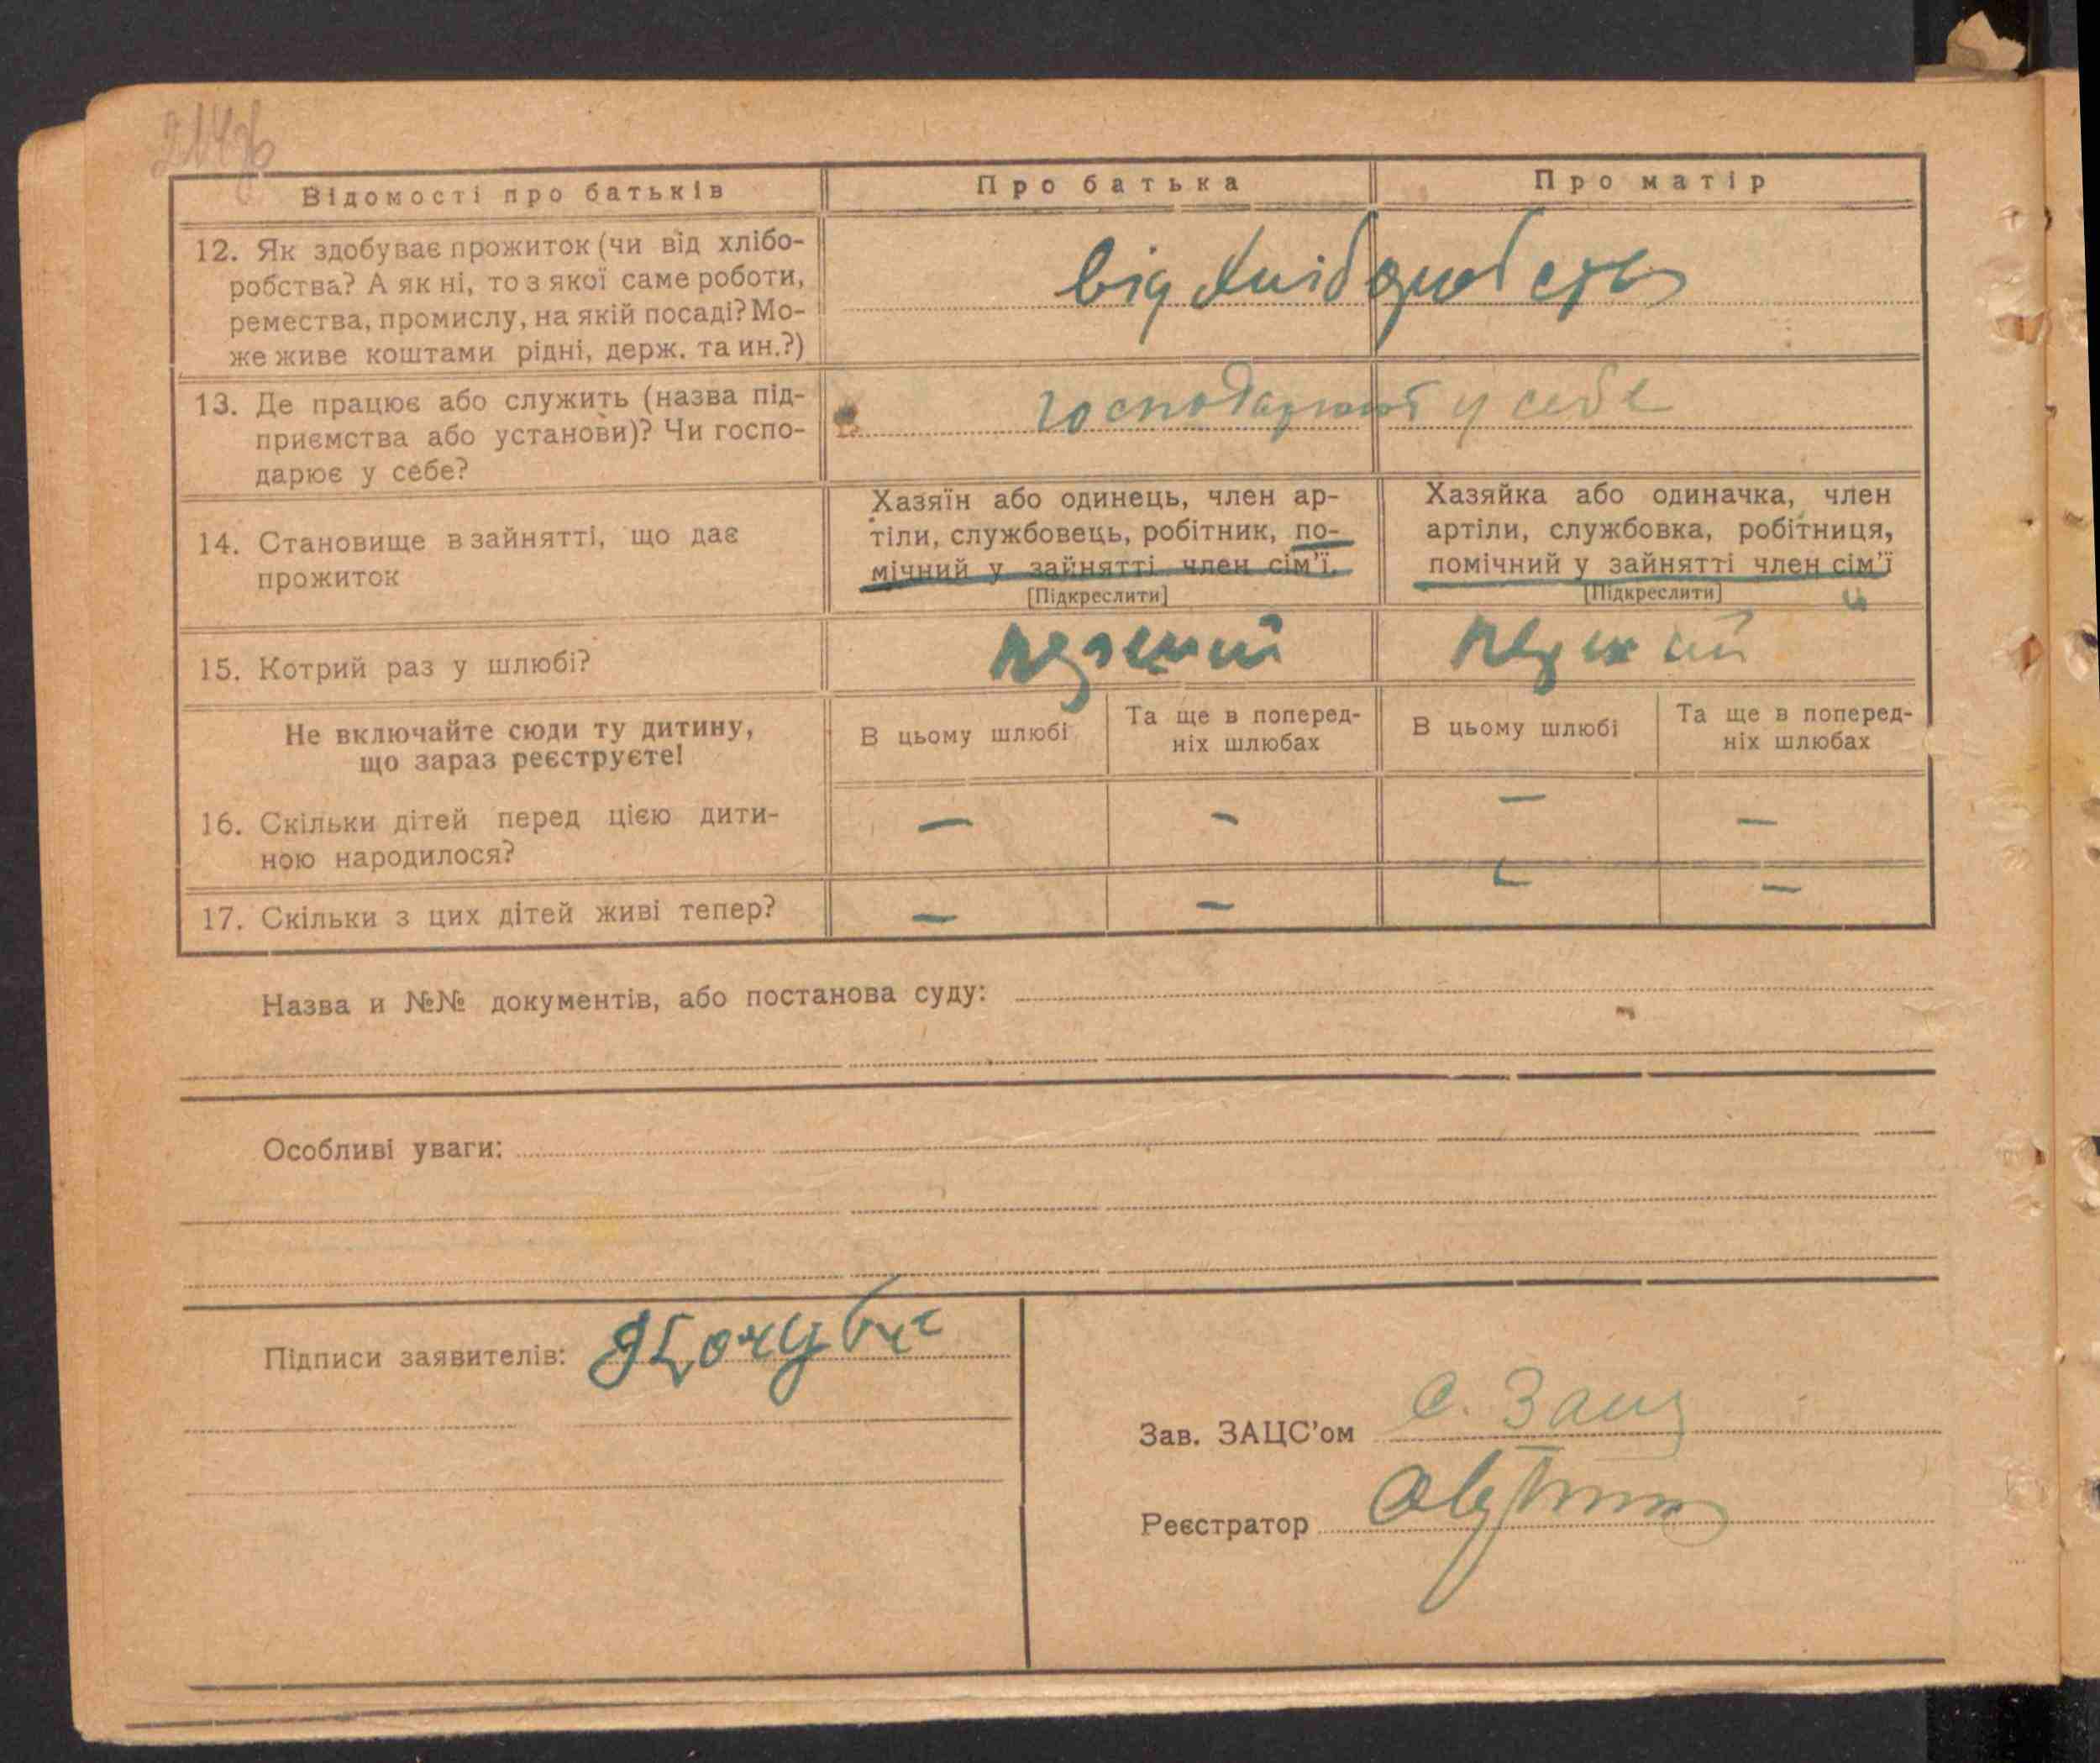 Відомості про батьків
Про батька
Про матір
12. Як здобуває прожиток (чи від хлібо-
робства? А як ні, то з якої саме роботи,
ремества, промислу, на якій посаді? Мо-
же живе коштами рідні, держ. та ин.?)
від хліборобства
13. Де працює або служить (назва під-
приємства або установи)? Чи госпо-
дарює у себе?
господарюют у себе
14. Становище в зайнятті, що дає
прожиток
Хазяїн або одинець, член ар-
тіли, службовець, робітник, по-
мічний у зайнятті член сім'ї.
[Підкреслити]
Хазяйка або одиначка, член
артіли, службовка, робітниця,
помічний у зайнятті член сім'ї
[Підкреслити]
15. Котрий раз у шлюбі?
первший
первший
Не включайте сюди ту дитину,
що зараз реєструєте!
В цьому шлюбі
Та ще в поперед-
ніх шлюбах
В цьому шлюбі
Та ще в поперед-
ніх шлюбах
16. Скільки дітей перед цією дити-
ною народилося?
— — — —
17. Скільки з цих дітей живі тепер?
— — — —
Назва и №№ документів, або постанова суду:
Особливі уваги:
Підписи заявителів:
Зав. ЗАЦС'ом С. Заяц
Реєстратор